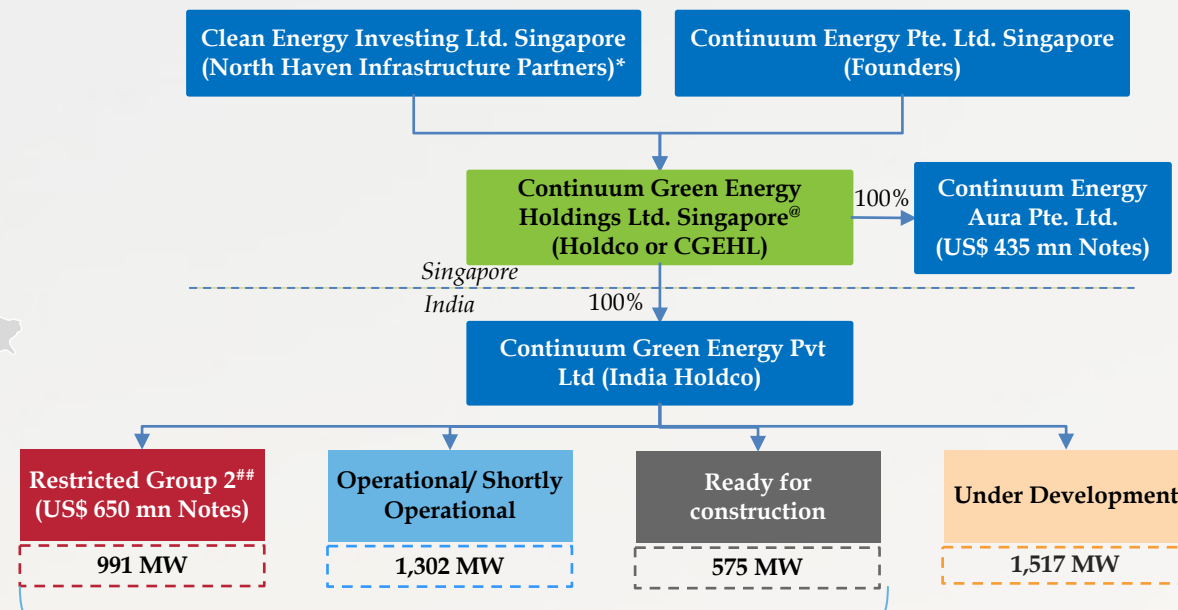 Clean Energy Investing Ltd. Singapore
(North Haven Infrastructure Partners)*
Continuum Energy Pte. Ltd. Singapore
(Founders)
Continuum Green Energy
Holdings Ltd. Singapore@
(Holdco or CGEHL)
100%
Continuum Energy
Aura Pte. Ltd.
(US$ 435 mn Notes)
Singapore
India
100%
Continuum Green Energy Pvt
Ltd (India Holdco)
Restricted Group 2##
(US$ 650 mn Notes)
991 MW
Operational/ Shortly
Operational
1,302 MW
Ready for
construction
575 MW
Under Development
1,517 MW